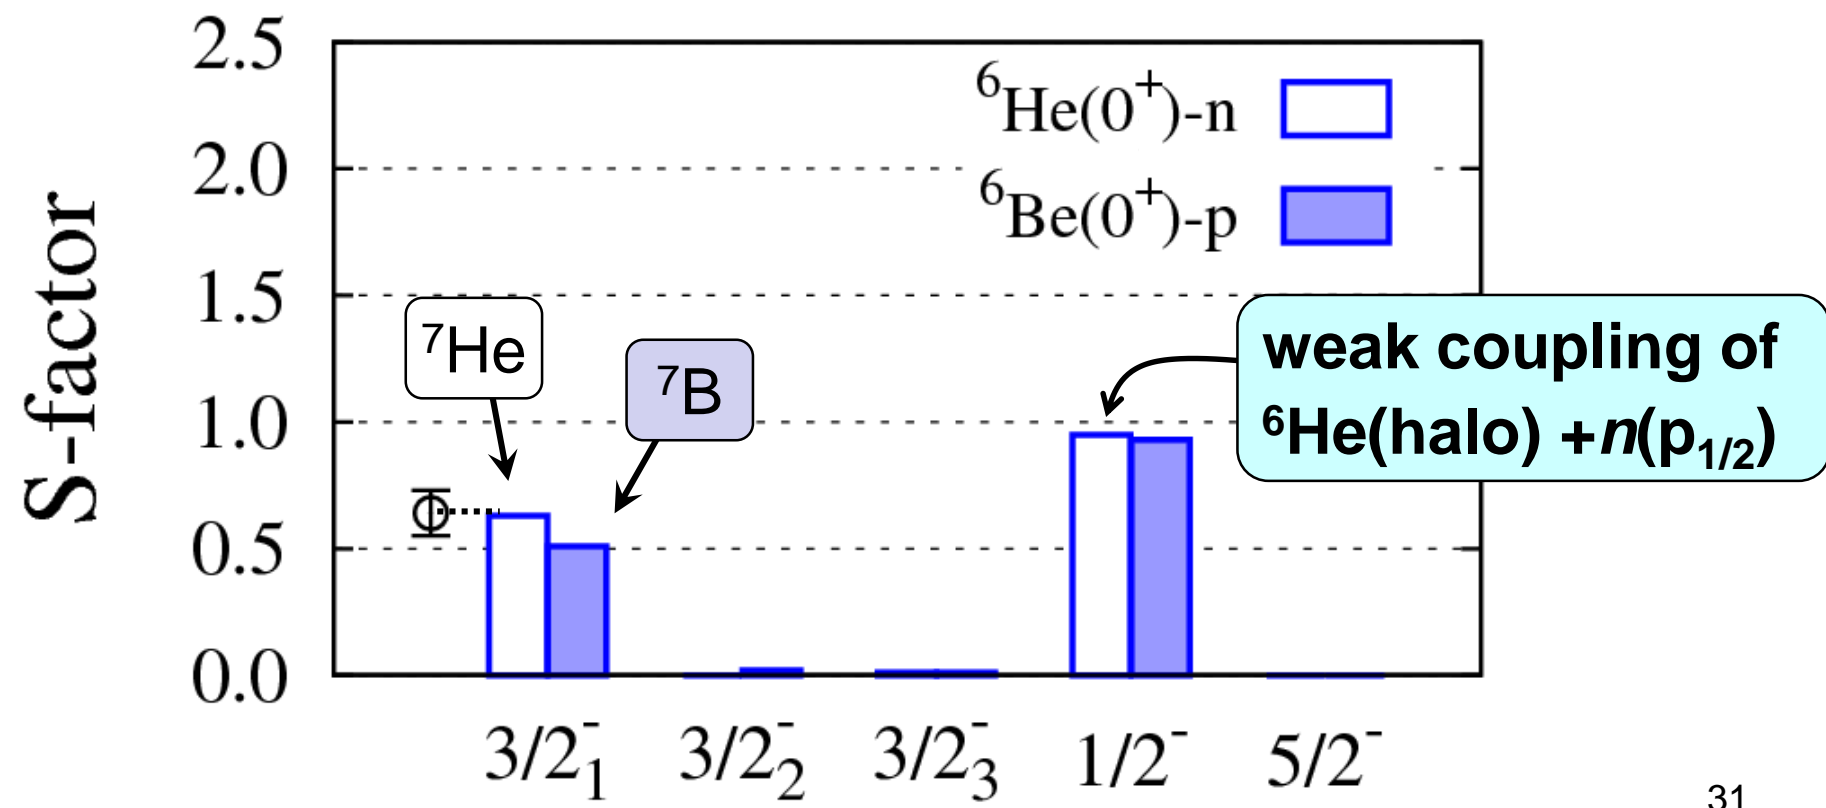 S-factor
2.5
2.0
1.5
1.0
0.5
0.0
⁶He(0⁺)-n
⁶Be(0⁺)-p
⁷He
⁷B
weak coupling of
⁶He(halo) +n(p₁/₂)
3/2⁻₁ 3/2⁻₂ 3/2⁻₃ 1/2⁻ 5/2⁻
31